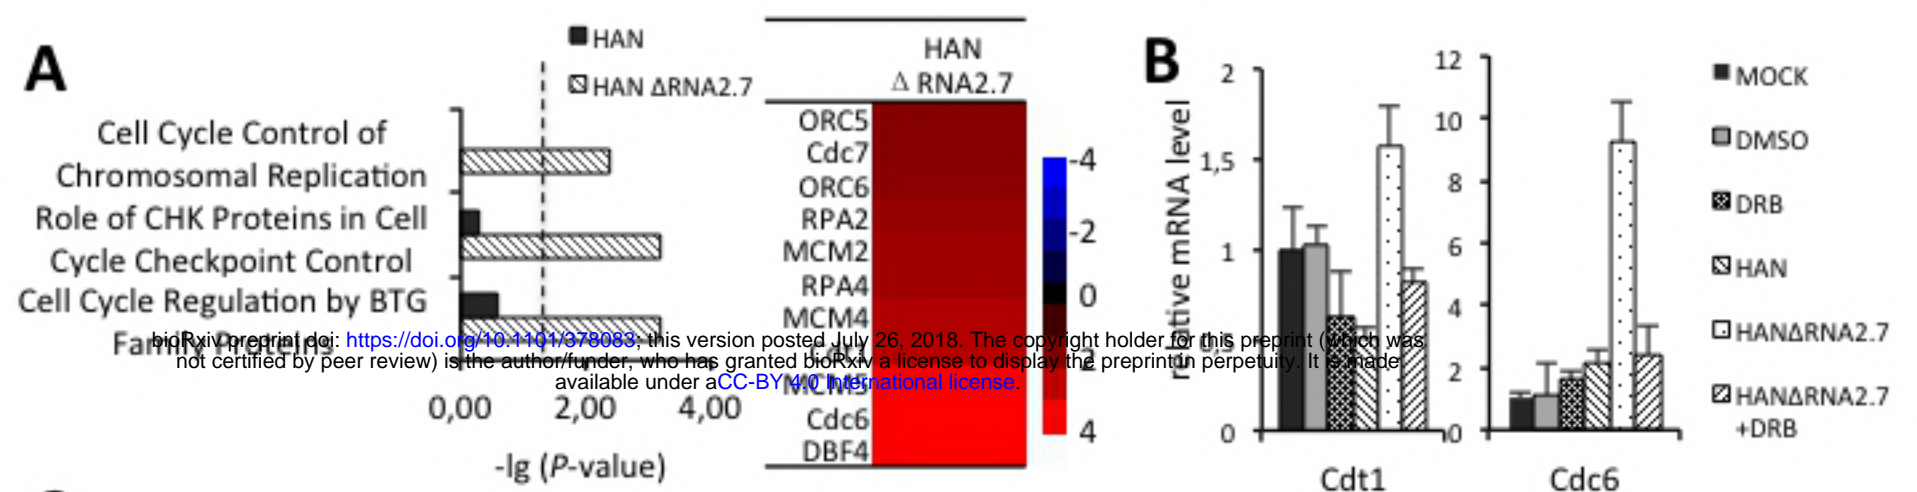 A
HAN
HAN ΔRNA2.7
Cell Cycle Control of
Chromosomal Replication
Role of CHK Proteins in Cell
Cycle Checkpoint Control
Cell Cycle Regulation by BTG
Family Proteins
0,00 2,00 4,00
-lg (P-value)
HAN
Δ RNA2.7
ORC5
Cdc7
ORC6
RPA2
MCM2
RPA4
MCM4
MCM5
Cdc6
DBF4
-4
-2
0
2
4
bioRxiv preprint doi: https://doi.org/10.1101/378083; this version posted July 26, 2018. The copyright holder for this preprint (which was
not certified by peer review) is the author/funder, who has granted bioRxiv a license to display the preprint in perpetuity. It is made
available under aCC-BY 4.0 International license.
B
relative mRNA level
2
1,5
1
0,5
0
Cdt1
12
10
8
6
4
2
0
Cdc6
MOCK
DMSO
DRB
HAN
HANΔRNA2.7
HANΔRNA2.7
+DRB